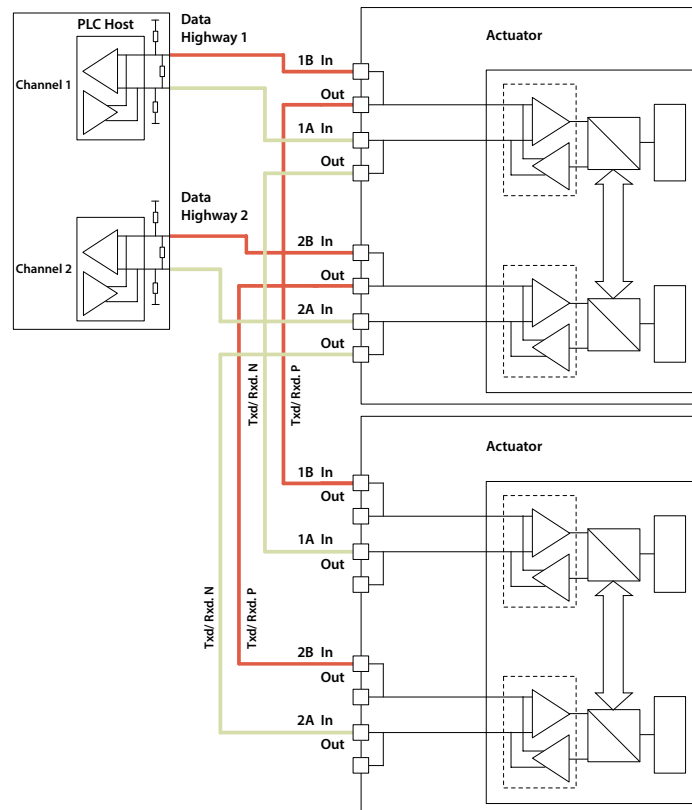 PLC Host
Channel 1
Channel 2
Data
Highway 1
Data
Highway 2
Actuator
1B In
Out
1A In
Out
2B In
Out
2A In
Out
Txd/ Rxd. N
Txd/ Rxd. P
Txd/ Rxd. N
Txd/ Rxd. P
Actuator
1B In
Out
1A In
Out
2B In
Out
2A In
Out